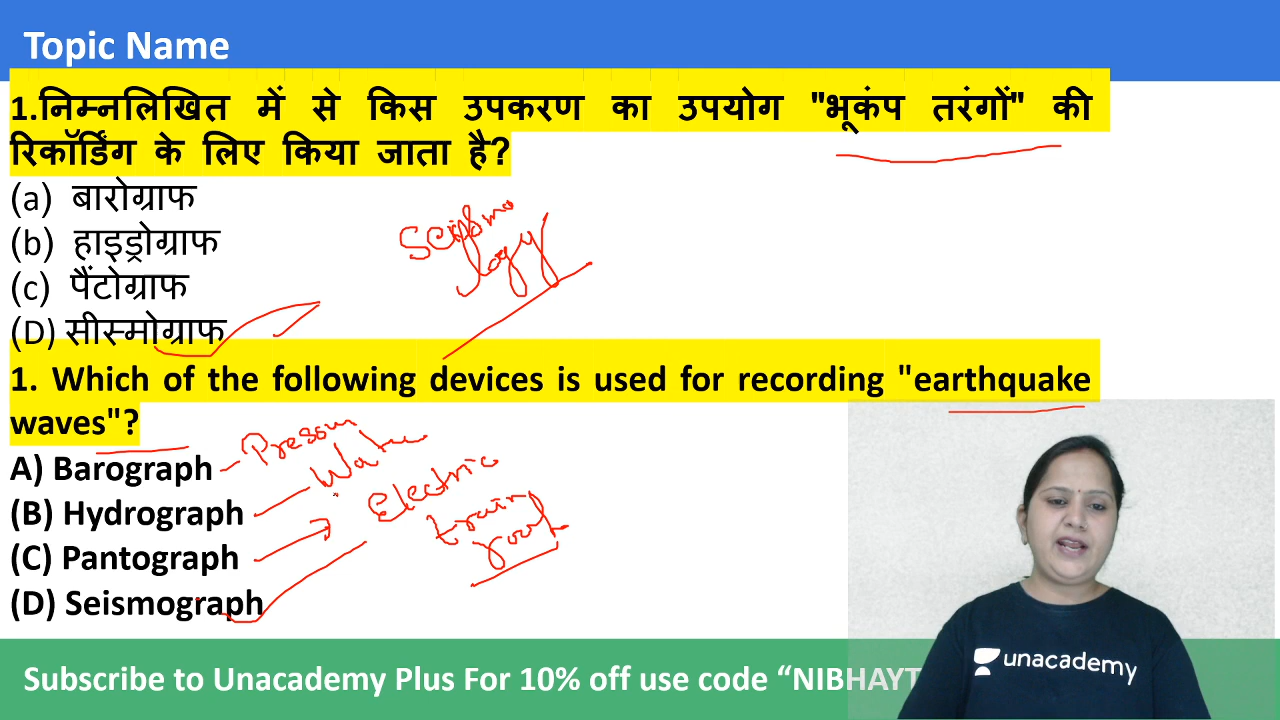 Topic Name
1.निम्नलिखित में से किस उपकरण का उपयोग "भूकंप तरंगों" की
रिकॉर्डिंग के लिए किया जाता है?
(a) बारोग्राफ
(b) हाइड्रोग्राफ
(c) पैंटोग्राफ
(D) सीस्मोग्राफ
logy
1. Which of the following devices is used for recording "earthquake
waves"?
A) Barograph
(B) Hydrograph
Electric
(C) Pantograph
train
roof
(D) Seismograph
unacademy
Subscribe to Unacademy Plus For 10% off use code “NIBHAYT